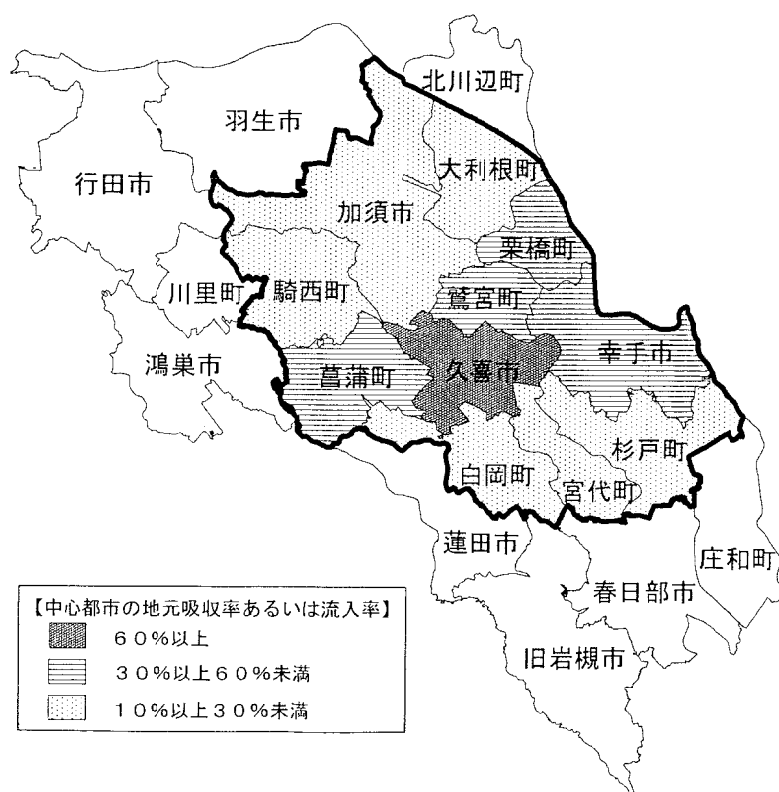 北川辺町
羽生市
大利根町
行田市
加須市
栗橋町
川里町
騎西町
鷲宮町
鴻巣市
菖蒲町
久喜市
幸手市
白岡町
宮代町
杉戸町
蓮田市
庄和町
春日部市
旧岩槻市
【中心都市の地元吸収率あるいは流入率】
60%以上
30%以上60%未満
10%以上30%未満